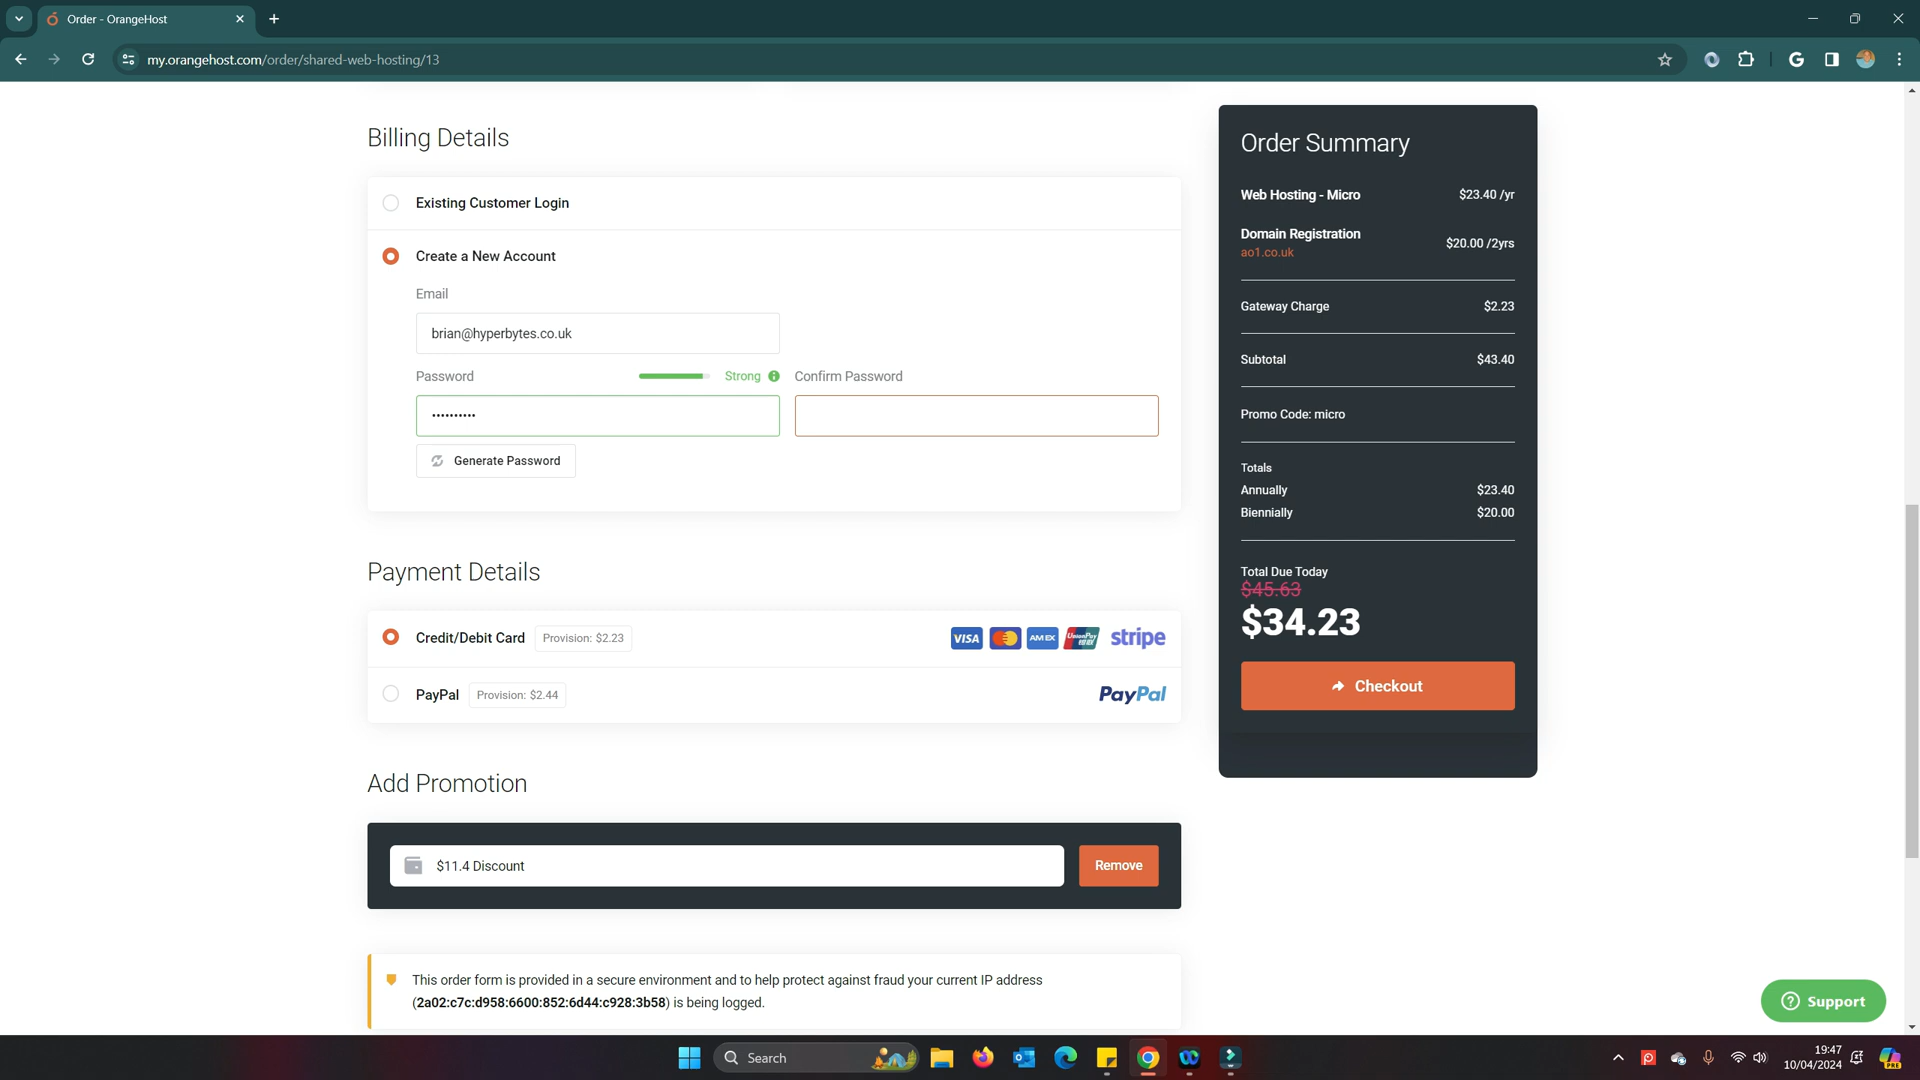 Order - OrangeHost
my.orangehost.com/order/shared-web-hosting/13
Billing Details
Existing Customer Login
Create a New Account
Email
brian@hyperbytes.co.uk
Password
Strong
Confirm Password
••••••••••
Generate Password
Payment Details
Credit/Debit Card
Provision: $2.23
VISA
AMEX
UnionPay
stripe
PayPal
Provision: $2.44
PayPal
Add Promotion
$11.4 Discount
Remove
This order form is provided in a secure environment and to help protect against fraud your current IP address
(2a02:c7c:d958:6600:852:6d44:c928:3b58) is being logged.
Order Summary
Web Hosting - Micro $23.40 /yr
Domain Registration
ao1.co.uk
$20.00 /2yrs
Gateway Charge $2.23
Subtotal $43.40
Promo Code: micro
Totals
Annually $23.40
Biennially $20.00
Total Due Today
$45.63
$34.23
Checkout
Support
Search
19:47
10/04/2024
PRE